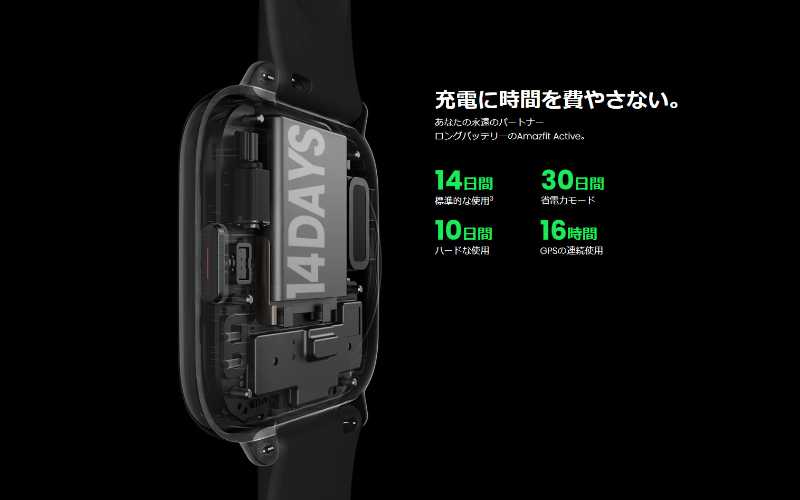 14 DAYS
充電に時間を費やさない。
あなたの永遠のパートナー
ロングバッテリーのAmazfit Active。
14日間
標準的な使用3
30日間
省電力モード
10日間
ハードな使用
16時間
GPSの連続使用